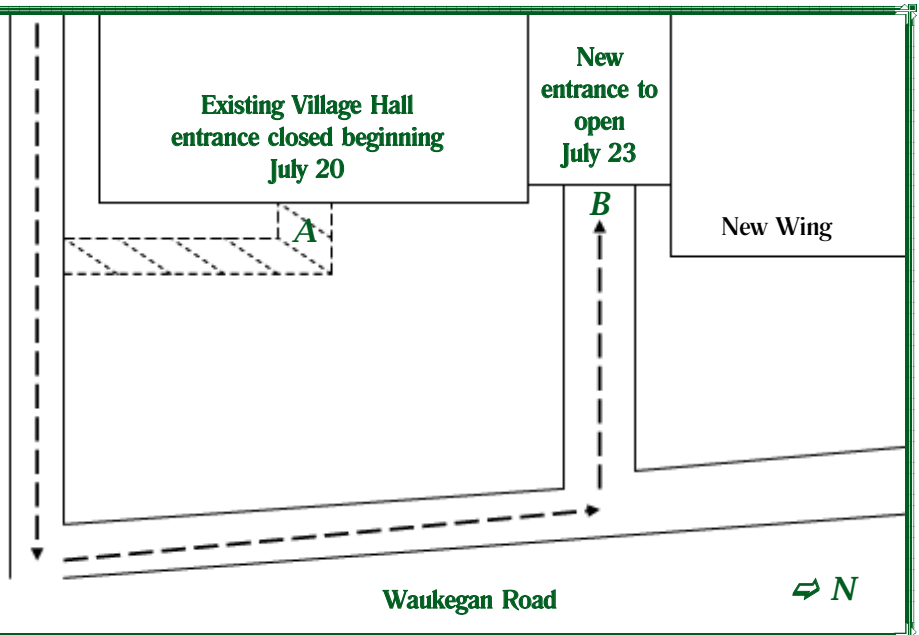 Existing Village Hall
entrance closed beginning
July 20
New
entrance to
open
July 23
A
B
New Wing
Waukegan Road
N